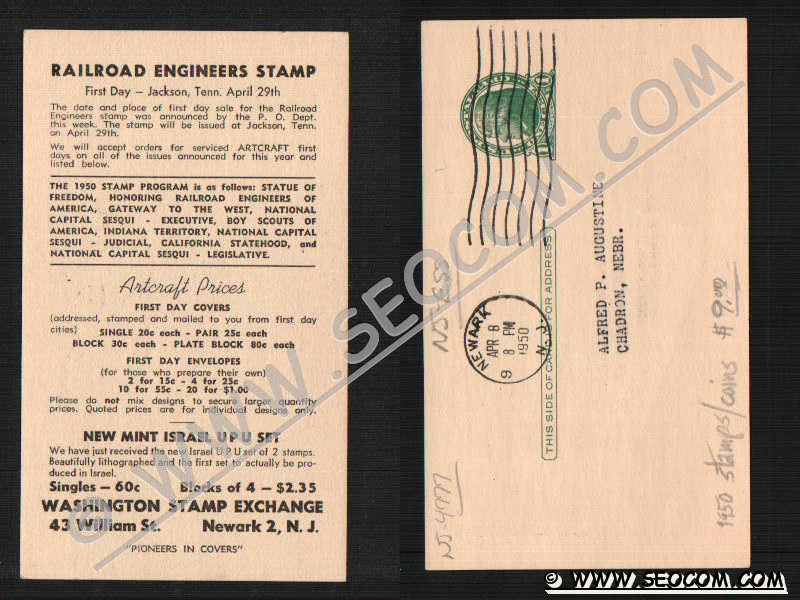 RAILROAD ENGINEERS STAMP
First Day — Jackson, Tenn. April 29th
The date and place of first day sale for the Railroad
Engineers stamp was announced by the P. O. Dept.
this week. The stamp will be issued at Jackson, Tenn.
on April 29th.
We will accept orders for serviced ARTCRAFT first
days on all of the issues announced for this year and
listed below.
THE 1950 STAMP PROGRAM is as follows: STATUE OF
FREEDOM, HONORING RAILROAD ENGINEERS OF
AMERICA, GATEWAY TO THE WEST, NATIONAL
CAPITAL SESQUI - EXECUTIVE, BOY SCOUTS OF
AMERICA, INDIANA TERRITORY, NATIONAL CAPITAL
SESQUI - JUDICIAL, CALIFORNIA STATEHOOD, and
NATIONAL CAPITAL SESQUI - LEGISLATIVE.
Artcraft Prices
FIRST DAY COVERS
(addressed, stamped and mailed to you from first day
cities)
SINGLE 20c each - PAIR 25c each
BLOCK 30c each - PLATE BLOCK 80c each
FIRST DAY ENVELOPES
(for those who prepare their own)
2 for 15c - 4 for 25c
10 for 55c - 20 for $1.00
Please do not mix designs to secure larger quantity
prices. Quoted prices are for individual designs only.
NEW MINT ISRAEL U P U SET
We have just received the new Israel U P U set of 2 stamps.
Beautifully lithographed and the first set to actually be pro-
duced in Israel.
Singles — 60c Blocks of 4 — $2.35
WASHINGTON STAMP EXCHANGE
43 William St. Newark 2, N. J.
"PIONEERS IN COVERS"
THIS SIDE OF CARD IS FOR ADDRESS
NEWARK N. J.
APR 8
8 PM
1950
9
ALFRED P. AUGUSTINE
CHADRON, NEBR.
NJ-4777
1950 stamps/coins # 9.00
© WWW.SEOCOM.COM
© WWW.SEOCOM.COM